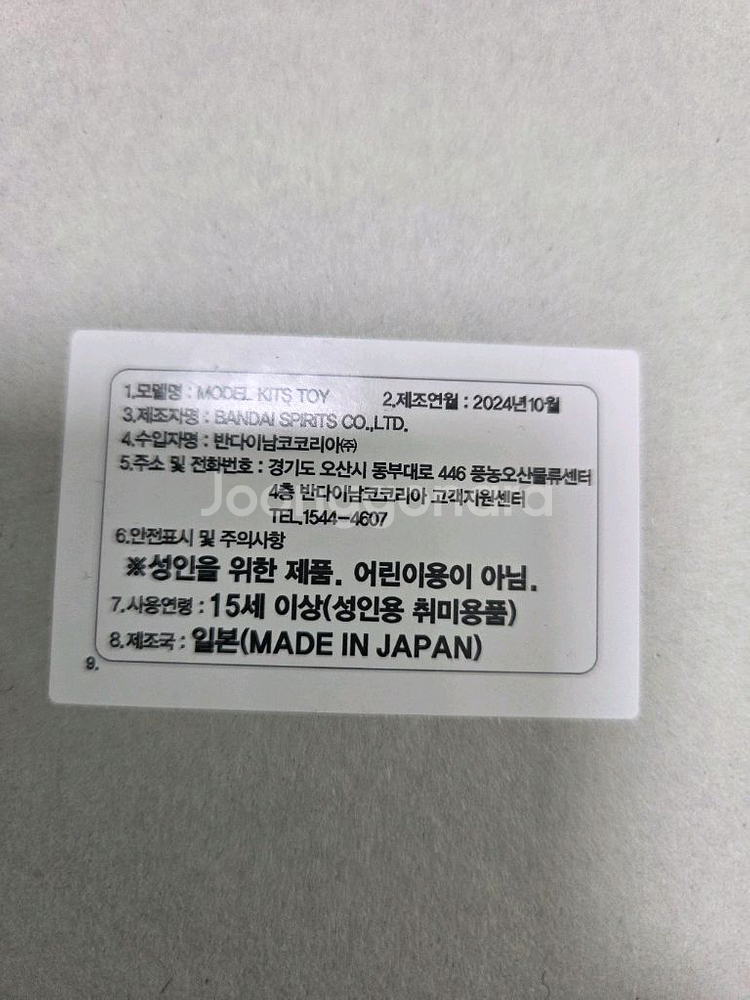 1.모델명 : MODEL KITS TOY 2.제조연월 : 2024년10월
3.제조자명 : BANDAI SPIRITS CO.,LTD.
4.수입자명 : 반다이남코코리아㈜
5.주소 및 전화번호 : 경기도 오산시 동부대로 446 풍농오산물류센터
4층 반다이남코코리아 고객지원센터
Joonggonara
TEL.1544-4607
6.안전표시 및 주의사항
※성인을 위한 제품. 어린이용이 아님.
7.사용연령 : 15세 이상(성인용 취미용품)
8.제조국 : 일본(MADE IN JAPAN)
9.